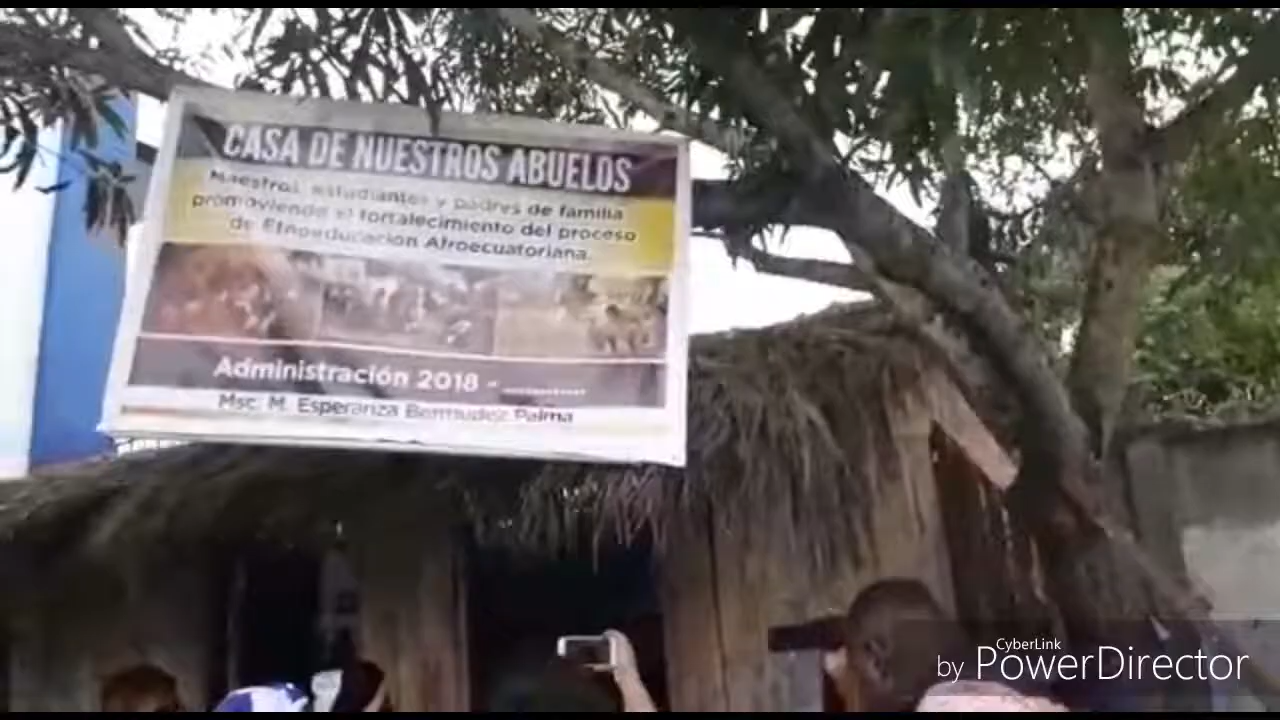 CASA DE NUESTROS ABUELOS
Maestros, estudiantes y padres de familia
promoviendo el fortalecimiento del proceso
de Etnoeducación Afroecuatoriana.
Administración 2018 - ...........
Msc. M. Esperanza Bermudez Palma
CyberLink
by PowerDirector